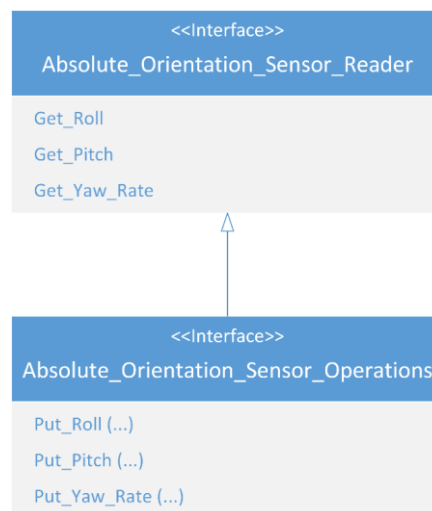 <<Interface>>
Absolute_Orientation_Sensor_Reader
Get_Roll
Get_Pitch
Get_Yaw_Rate
<<Interface>>
Absolute_Orientation_Sensor_Operations
Put_Roll (...)
Put_Pitch (...)
Put_Yaw_Rate (...)